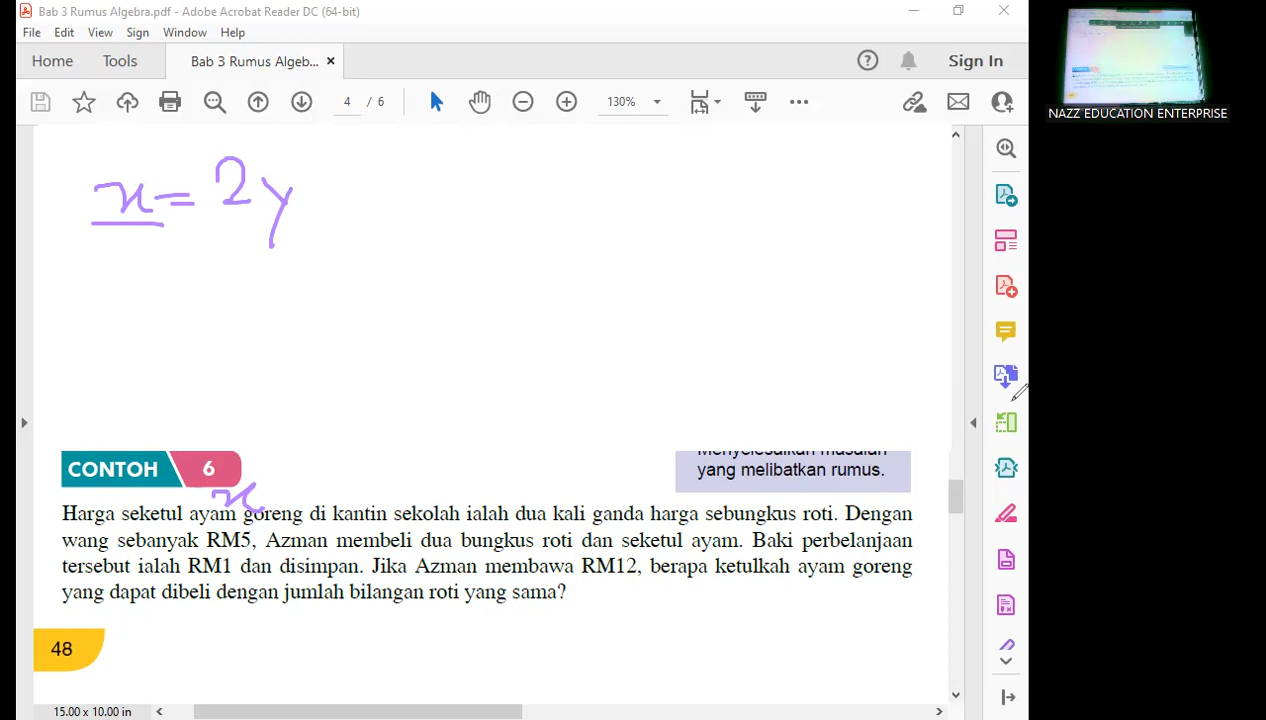 Bab 3 Rumus Algebra.pdf - Adobe Acrobat Reader DC (64-bit)
File Edit View Sign Window Help
Home Tools Bab 3 Rumus Algeb... × Sign In
4 / 6 130%
x = 2y
CONTOH 6
Menyelesaikan masalah
yang melibatkan rumus.
x
Harga seketul ayam goreng di kantin sekolah ialah dua kali ganda harga sebungkus roti. Dengan
wang sebanyak RM5, Azman membeli dua bungkus roti dan seketul ayam. Baki perbelanjaan
tersebut ialah RM1 dan disimpan. Jika Azman membawa RM12, berapa ketulkah ayam goreng
yang dapat dibeli dengan jumlah bilangan roti yang sama?
48
15.00 x 10.00 in
NAZZ EDUCATION ENTERPRISE